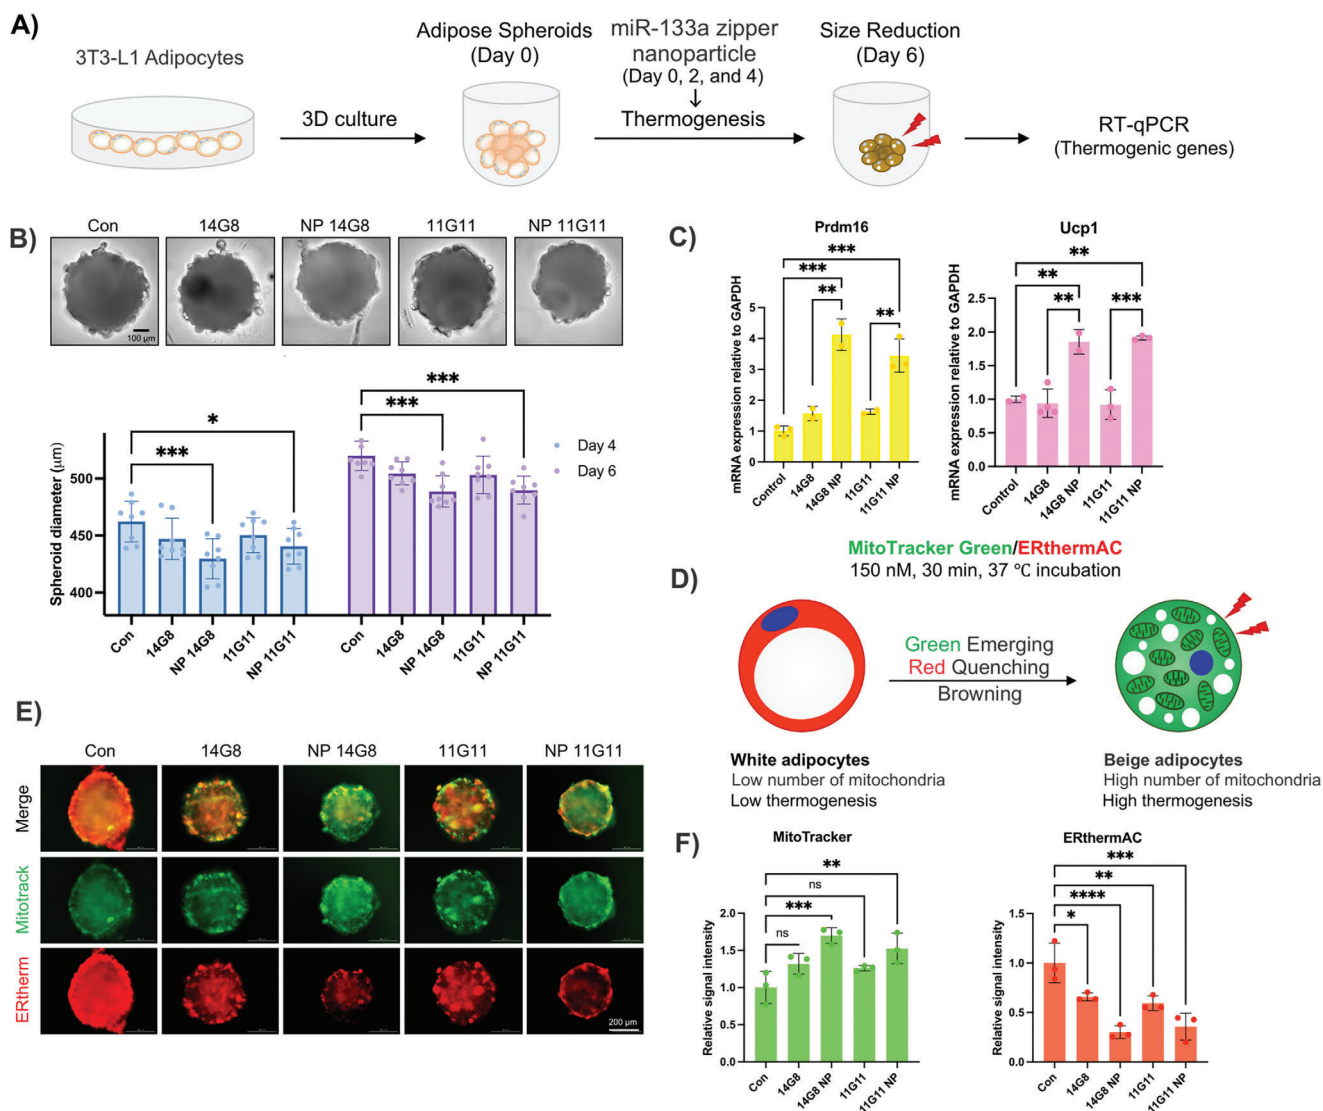 A)
3T3-L1 Adipocytes
3D culture
Adipose Spheroids
(Day 0)
miR-133a zipper
nanoparticle
(Day 0, 2, and 4)
Thermogenesis
Size Reduction
(Day 6)
RT-qPCR
(Thermogenic genes)
B)
Con
14G8
NP 14G8
11G11
NP 11G11
100 µm
Spheroid diameter (μm)
500
450
400
*
***
***
***
Day 4
Day 6
Con
14G8
NP 14G8
11G11
NP 11G11
Con
14G8
NP 14G8
11G11
NP 11G11
C)
Prdm16
mRNA expression relative to GAPDH
5
4
3
2
1
0
***
***
**
**
Control
14G8
14G8 NP
11G11
11G11 NP
Ucp1
mRNA expression relative to GAPDH
2.5
2.0
1.5
1.0
0.5
0.0
**
**
**
***
Control
14G8
14G8 NP
11G11
11G11 NP
D)
MitoTracker Green/ERthermAC
150 nM, 30 min, 37 ℃ incubation
Green Emerging
Red Quenching
Browning
White adipocytes
Low number of mitochondria
Low thermogenesis
Beige adipocytes
High number of mitochondria
High thermogenesis
E)
Con
14G8
NP 14G8
11G11
NP 11G11
Merge
Mitotrack
ERtherm
200 µm
F)
MitoTracker
Relative signal intensity
2.0
1.5
1.0
0.5
0.0
**
ns
***
ns
Con
14G8
14G8 NP
11G11
11G11 NP
ERthermAC
Relative signal intensity
1.5
1.0
0.5
0.0
***
**
****
*
Con
14G8
14G8 NP
11G11
11G11 NP